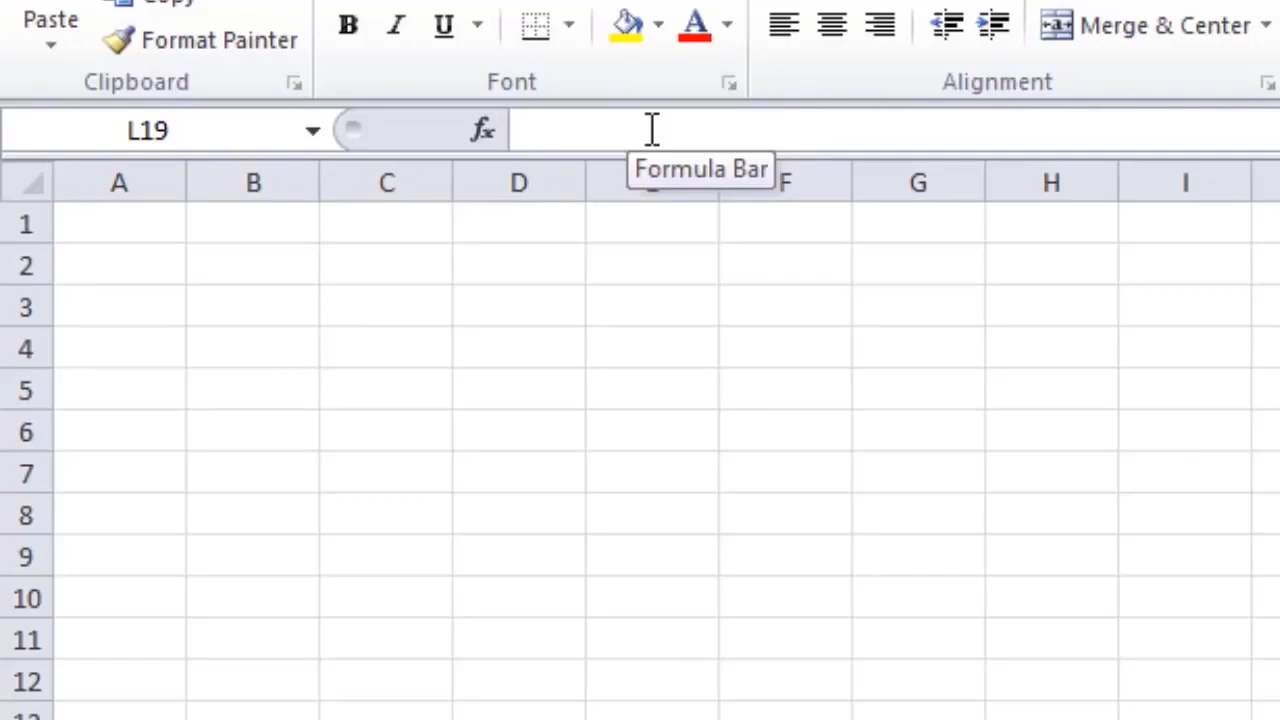 Paste
Copy
Format Painter
B I U A
Merge & Center
Clipboard
Font
Alignment
L19
fx
Formula Bar
A B C D F G H I
1
2
3
4
5
6
7
8
9
10
11
12